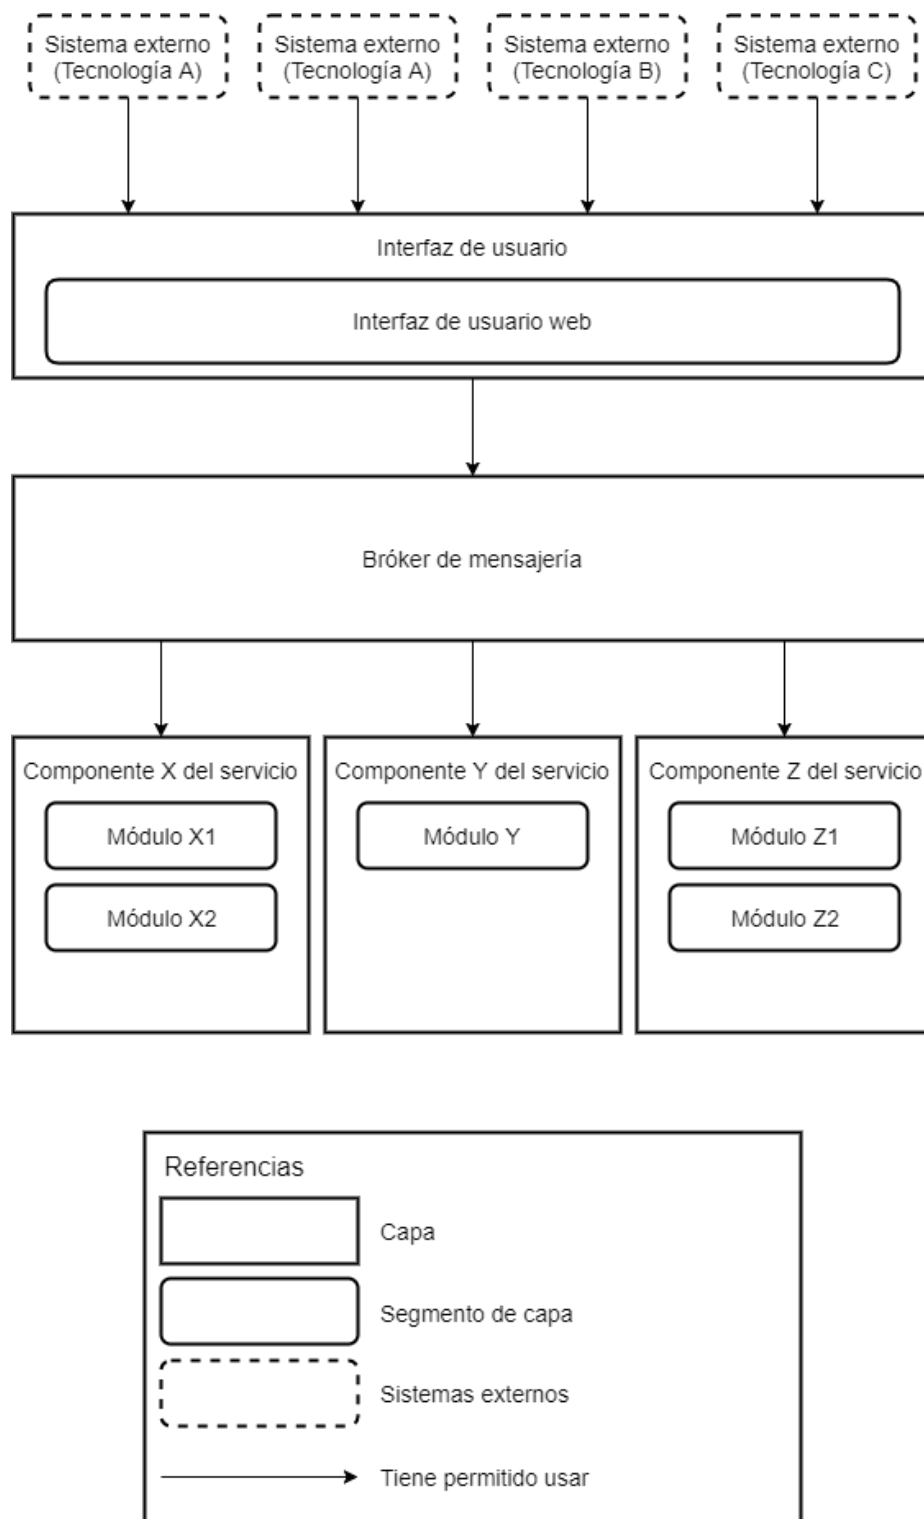 Sistema externo
(Tecnología A)
Sistema externo
(Tecnología A)
Sistema externo
(Tecnología B)
Sistema externo
(Tecnología C)
Interfaz de usuario
Interfaz de usuario web
Bróker de mensajería
Componente X del servicio
Módulo X1
Módulo X2
Componente Y del servicio
Módulo Y
Componente Z del servicio
Módulo Z1
Módulo Z2
Referencias
Capa
Segmento de capa
Sistemas externos
Tiene permitido usar